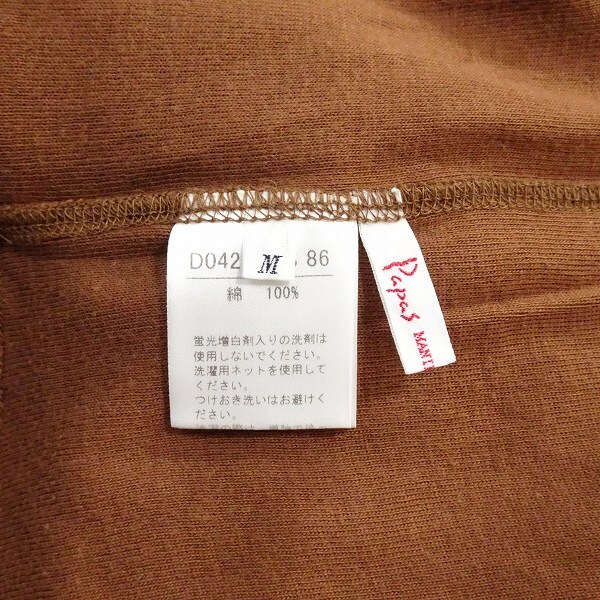 D042 M 86
綿 100%
蛍光増白剤入りの洗剤は
使用しないでください。
洗濯用ネットを使用して
ください。
つけおき洗いはお避けく
ださい。
Papas